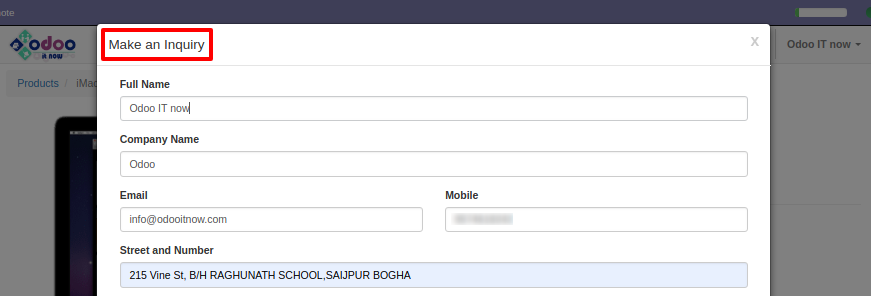 ote
Make an Inquiry
X
odoo
it now
Odoo IT now
Products / iMac
Full Name
Odoo IT now
Company Name
Odoo
Email Mobile
info@odooitnow.com
Street and Number
215 Vine St, B/H RAGHUNATH SCHOOL,SAIJPUR BOGHA